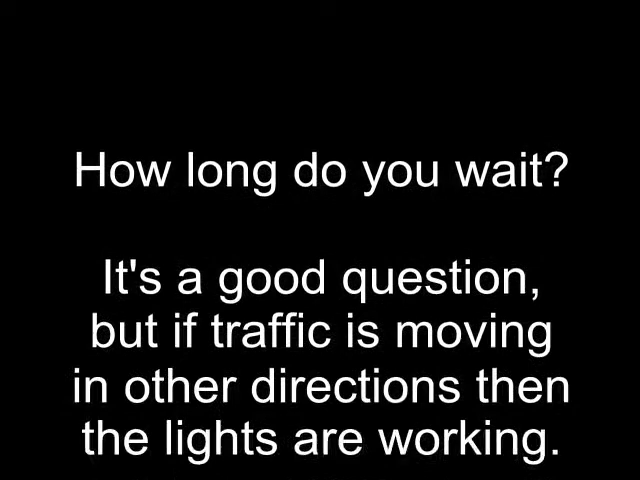 How long do you wait?
It's a good question,
but if traffic is moving
in other directions then
the lights are working.